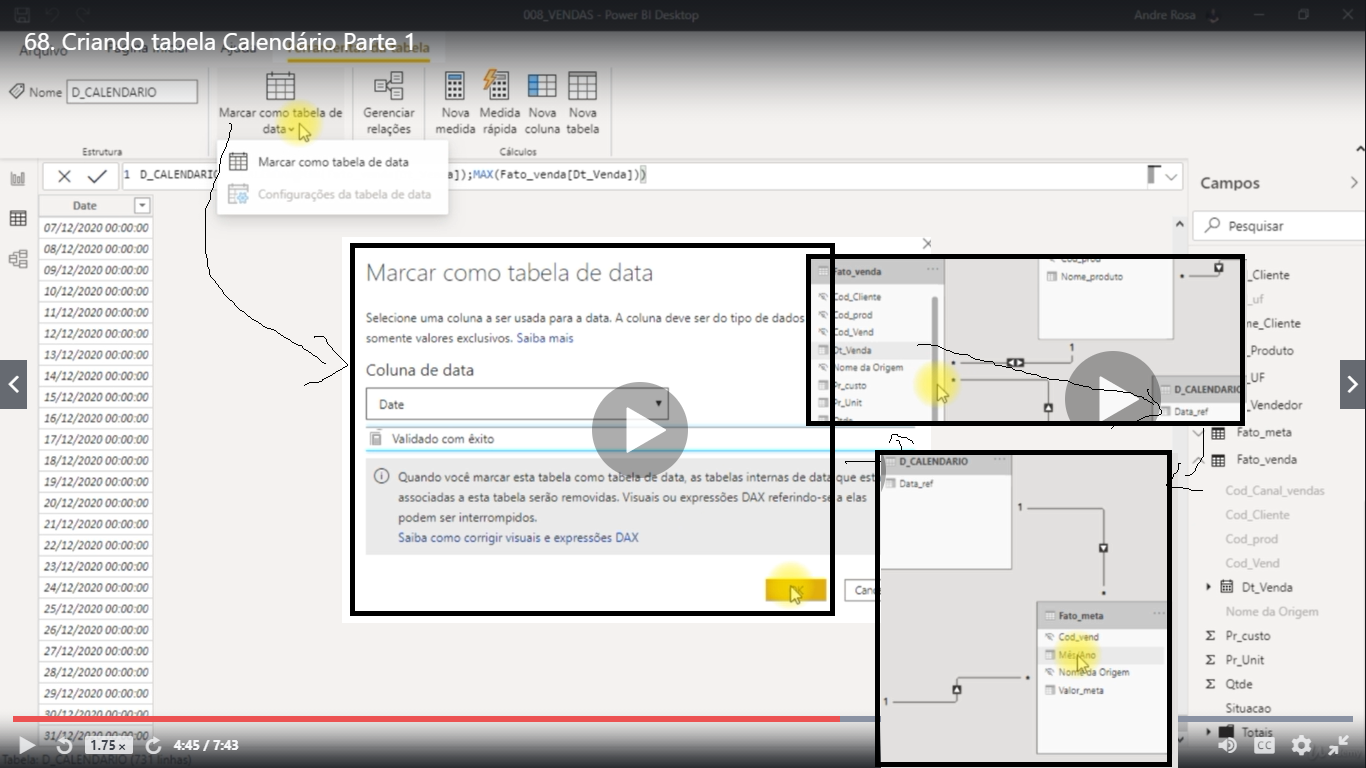 008_VENDAS - Power BI Desktop
Andre Rosa
68. Criando tabela Calendário Parte 1
Nome
D_CALENDARIO
Marcar como tabela de
data
Gerenciar
relações
Nova
medida
Medida
rápida
Nova
coluna
Nova
tabela
Estrutura
Cálculos
Marcar como tabela de data
Configurações da tabela de data
1 D_CALENDARI
a]);MAX(Fato_venda[Dt_Venda]))
Campos
Pesquisar
Date
07/12/2020 00:00:00
08/12/2020 00:00:00
09/12/2020 00:00:00
10/12/2020 00:00:00
11/12/2020 00:00:00
12/12/2020 00:00:00
13/12/2020 00:00:00
14/12/2020 00:00:00
15/12/2020 00:00:00
16/12/2020 00:00:00
17/12/2020 00:00:00
18/12/2020 00:00:00
19/12/2020 00:00:00
20/12/2020 00:00:00
21/12/2020 00:00:00
22/12/2020 00:00:00
23/12/2020 00:00:00
24/12/2020 00:00:00
25/12/2020 00:00:00
26/12/2020 00:00:00
27/12/2020 00:00:00
28/12/2020 00:00:00
29/12/2020 00:00:00
30/12/2020 00:00:00
31/12/2020 00:00:00
Marcar como tabela de data
Selecione uma coluna a ser usada para a data. A coluna deve ser do tipo de dados
somente valores exclusivos. Saiba mais
Coluna de data
Date
Validado com êxito
Quando você marcar esta tabela como tabela de data, as tabelas internas de data que est
associadas a esta tabela serão removidas. Visuais ou expressões DAX referindo-se a elas
podem ser interrompidos.
Saiba como corrigir visuais e expressões DAX
Canc
Fato_venda
Cod_Cliente
Cod_prod
Cod_Vend
Dt_Venda
Nome da Origem
Pr_custo
Pr_Unit
Cod_prod
Nome_produto
1
D_CALENDARIO
Data_ref
D_CALENDARIO
Data_ref
1
Fato_meta
Cod_vend
Mês/Ano
Nome da Origem
Valor_meta
1
_Cliente
_uf
me_Cliente
_Produto
_UF
_Vendedor
Fato_meta
Fato_venda
Cod_Canal_vendas
Cod_Cliente
Cod_prod
Cod_Vend
Dt_Venda
Nome da Origem
Pr_custo
Pr_Unit
Qtde
Situacao
Totais
1.75 x
4:45 / 7:43
CC
Tabela: D_CALENDARIO (731 linhas)